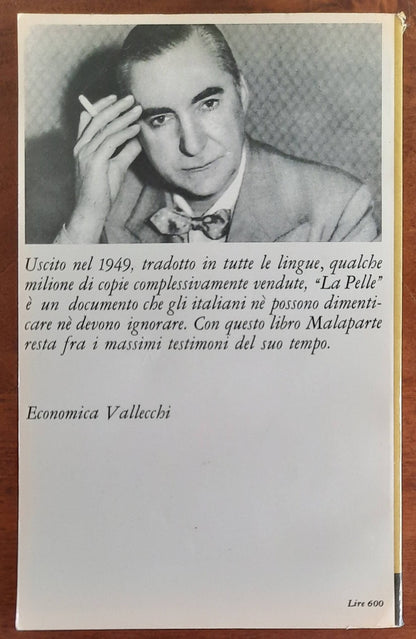 Uscito nel 1949, tradotto in tutte le lingue, qualche
milione di copie complessivamente vendute, “La Pelle”
è un documento che gli italiani nè possono dimenti-
care nè devono ignorare. Con questo libro Malaparte
resta fra i massimi testimoni del suo tempo.
Economica Vallecchi
Lire 600